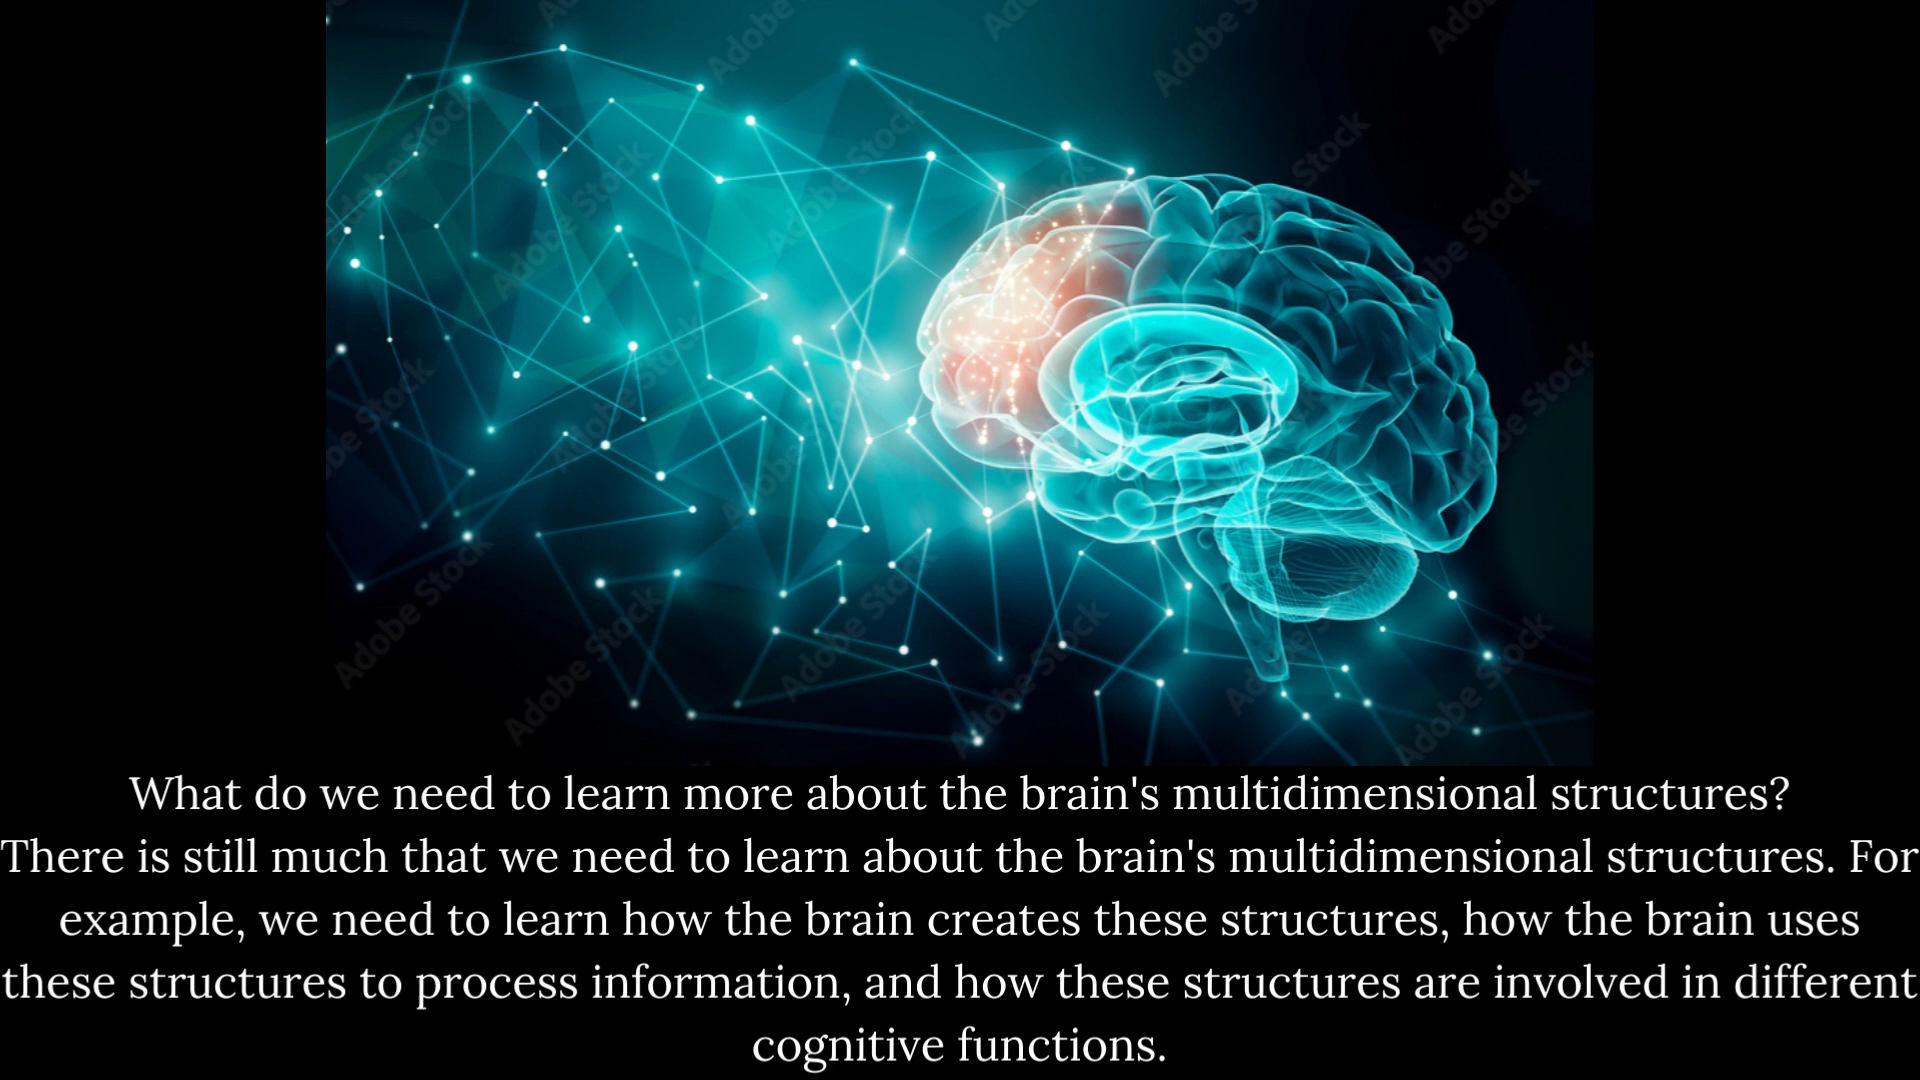 Adobe Stock
What do we need to learn more about the brain's multidimensional structures?
There is still much that we need to learn about the brain's multidimensional structures. For
example, we need to learn how the brain creates these structures, how the brain uses
these structures to process information, and how these structures are involved in different
cognitive functions.